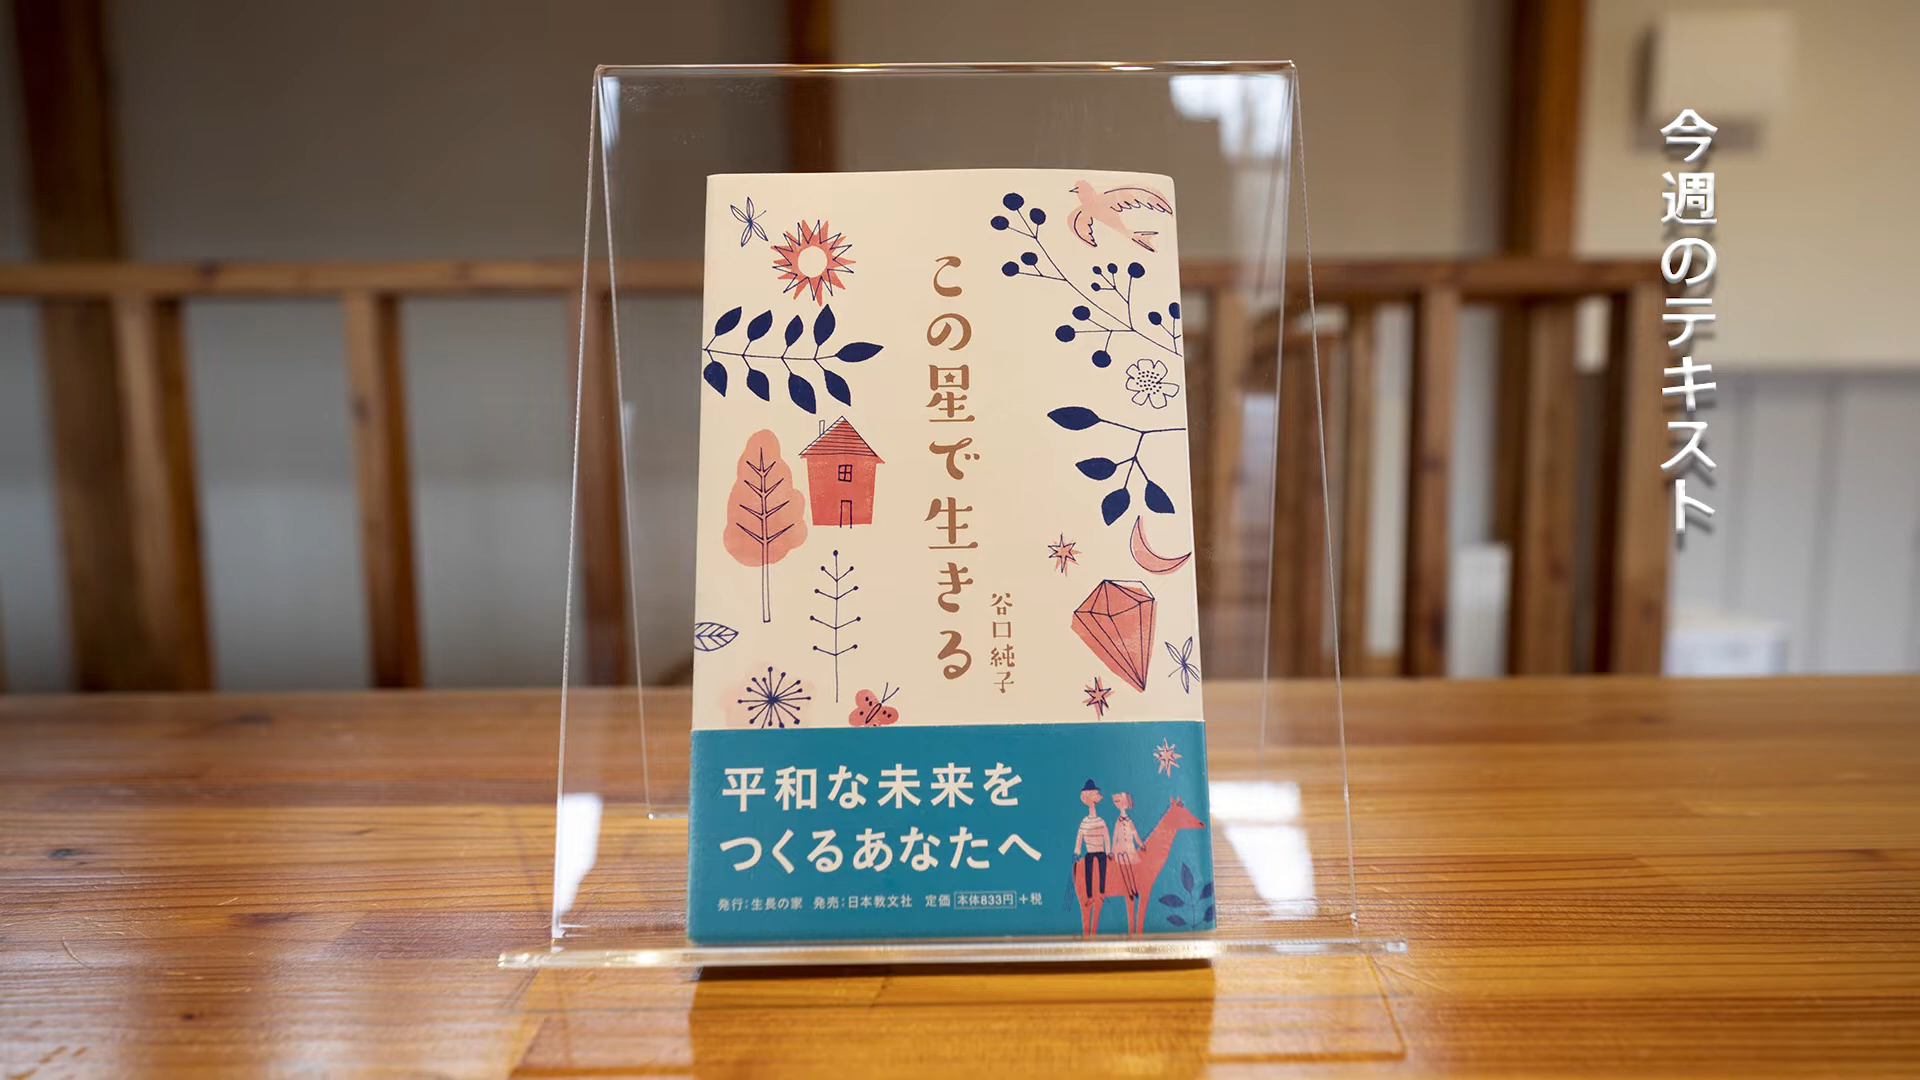 今週のテキスト
この星で生きる
谷口純子
平和な未来を
つくるあなたへ
発行：生長の家 発売：日本教文社 定価 本体833円＋税